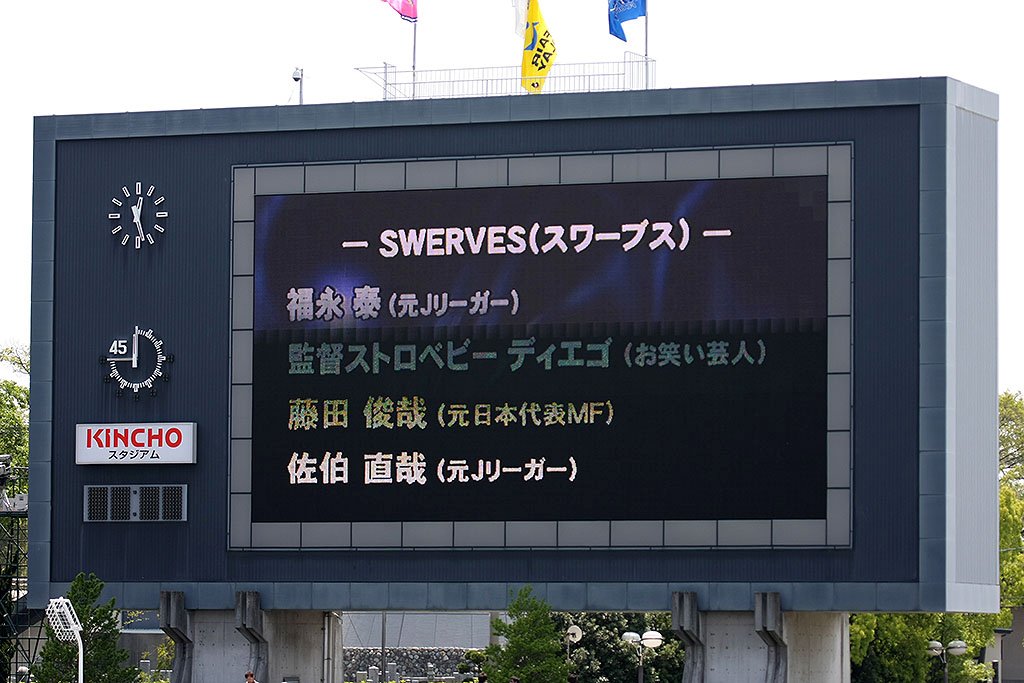 FAIR
PLAY
— SWERVES(スワーブス) —
福永 泰 (元Jリーガー)
監督ストロベビー ディエゴ (お笑い芸人)
藤田 俊哉 (元日本代表MF)
佐伯 直哉 (元Jリーガー)
45
KINCHO
スタジアム